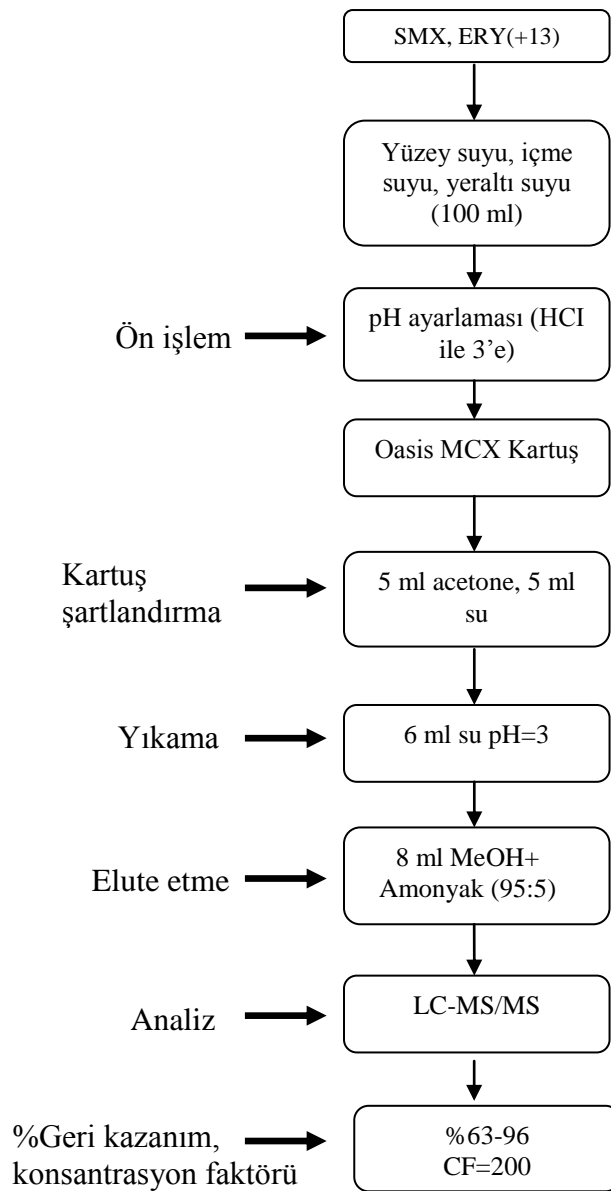 SMX, ERY(+13)
Yüzey suyu, içme
suyu, yeraltı suyu
(100 ml)
Ön işlem
pH ayarlaması (HCI
ile 3’e)
Oasis MCX Kartuş
Kartuş
şartlandırma
5 ml acetone, 5 ml
su
Yıkama
6 ml su pH=3
Elute etme
8 ml MeOH+
Amonyak (95:5)
Analiz
LC-MS/MS
%Geri kazanım,
konsantrasyon faktörü
%63-96
CF=200